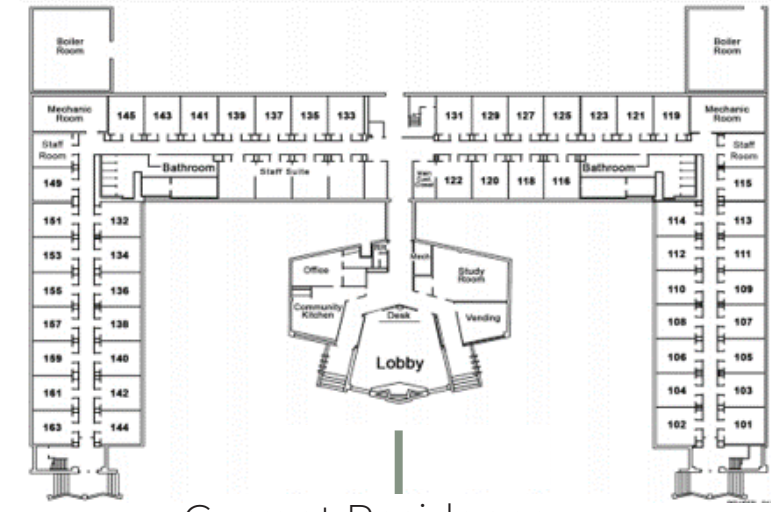 Boiler
Room
Boiler
Room
Mechanic
Room
145 143 141 139 137 135 133
131 129 127 125 123 121 119
Mechanic
Room
Staff
Room
Bathroom
Staff Suite
122 120 118 116
Bathroom
Staff
Room
149
115
151 132
114 113
153 134
112 111
155 136
110 109
157 138
108 107
159 140
106 105
161 142
104 103
163 144
102 101
Office
Mech
Study
Room
Community
Kitchen
Desk
Vending
Lobby